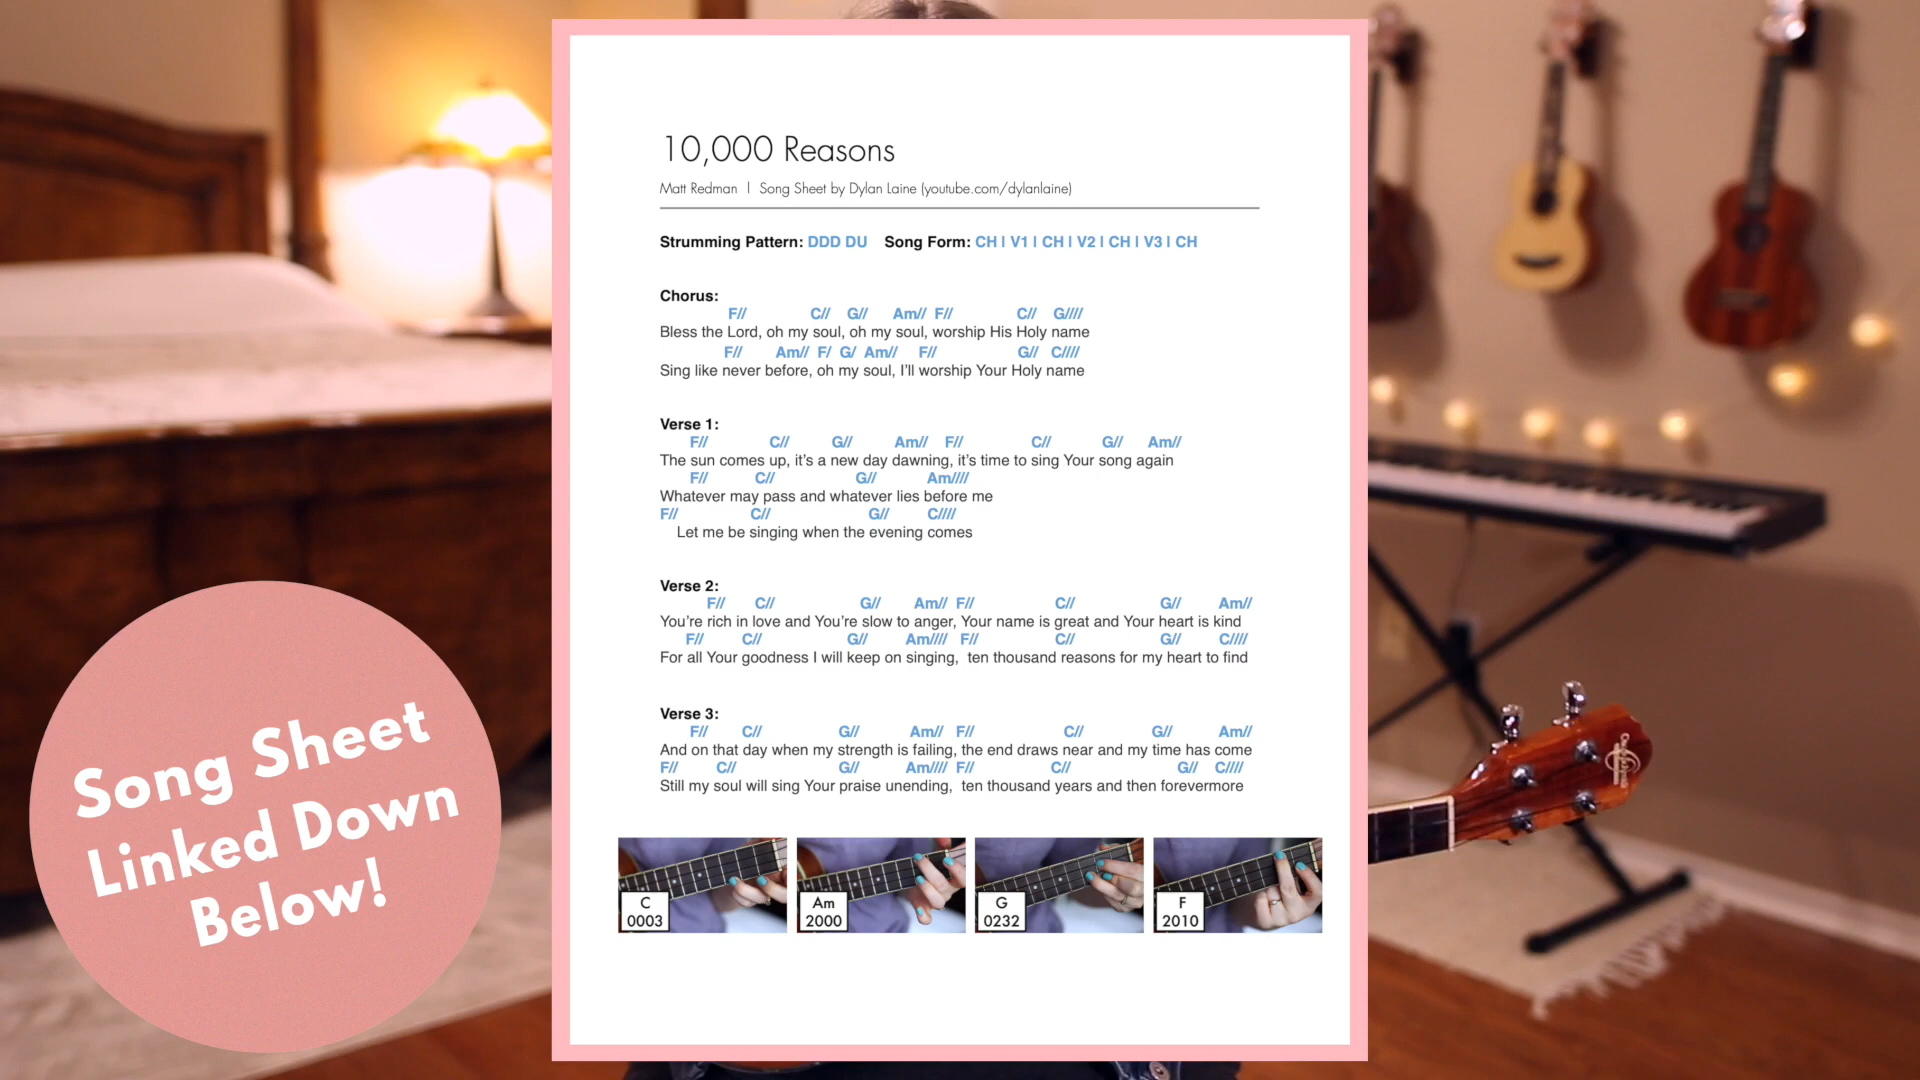 10,000 Reasons
Matt Redman | Song Sheet by Dylan Laine (youtube.com/dylanlaine)
Strumming Pattern: DDD DU Song Form: CH | V1 | CH | V2 | CH | V3 | CH
Chorus:
F// C// G// Am// F// C// G////
Bless the Lord, oh my soul, oh my soul, worship His Holy name
F// Am// F/ G/ Am// F// G// C////
Sing like never before, oh my soul, I’ll worship Your Holy name
Verse 1:
F// C// G// Am// F// C// G// Am//
The sun comes up, it’s a new day dawning, it’s time to sing Your song again
F// C// G// Am////
Whatever may pass and whatever lies before me
F// C// G// C////
Let me be singing when the evening comes
Verse 2:
F// C// G// Am// F// C// G// Am//
You’re rich in love and You’re slow to anger, Your name is great and Your heart is kind
F// C// G// Am//// F// C// G// C////
For all Your goodness I will keep on singing, ten thousand reasons for my heart to find
Verse 3:
F// C// G// Am// F// C// G// Am//
And on that day when my strength is failing, the end draws near and my time has come
F// C// G// Am//// F// C// G// C////
Still my soul will sing Your praise unending, ten thousand years and then forevermore
C
0003
Am
2000
G
0232
F
2010
Song Sheet
Linked Down
Below!